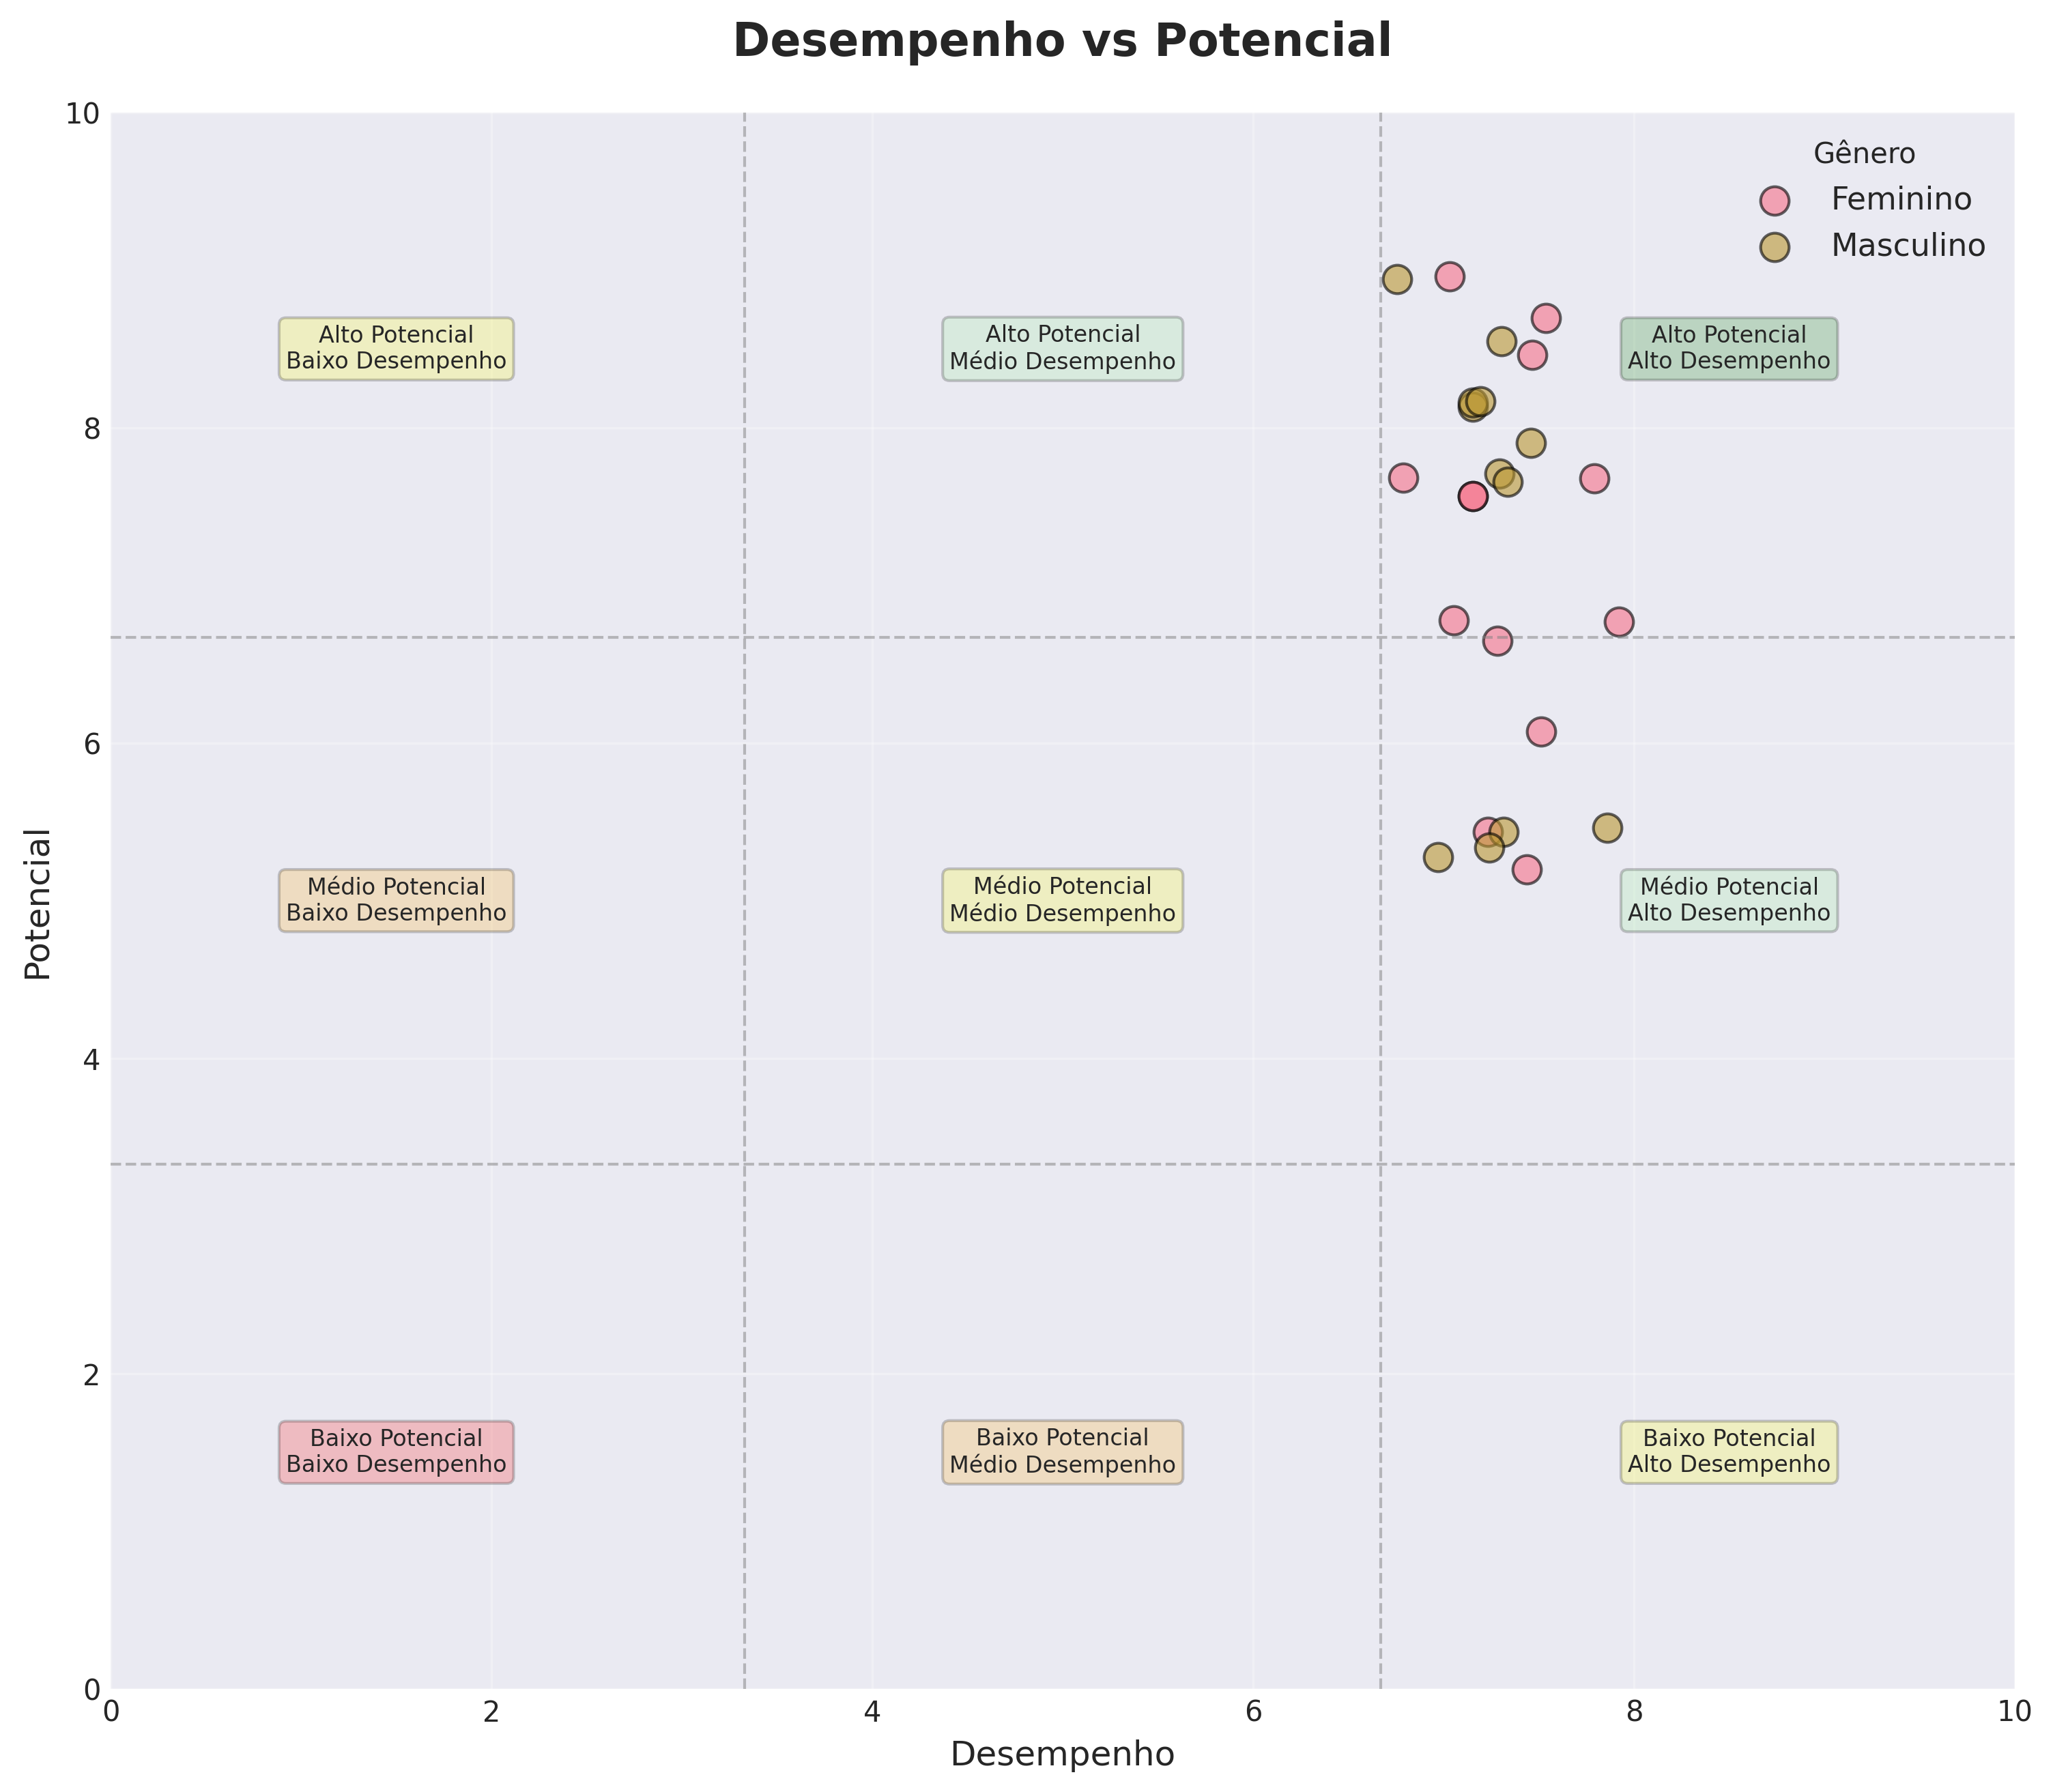 Desempenho vs Potencial
10
8
6
4
2
0
Potencial
Gênero
Feminino
Masculino
Alto Potencial
Baixo Desempenho
Alto Potencial
Médio Desempenho
Alto Potencial
Alto Desempenho
Médio Potencial
Baixo Desempenho
Médio Potencial
Médio Desempenho
Médio Potencial
Alto Desempenho
Baixo Potencial
Baixo Desempenho
Baixo Potencial
Médio Desempenho
Baixo Potencial
Alto Desempenho
0 2 4 6 8 10
Desempenho